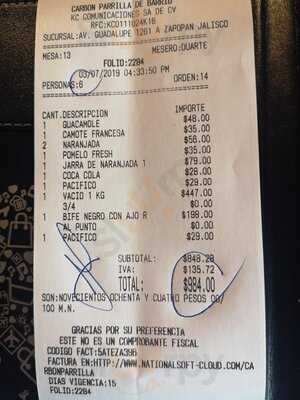 CARBON PARRILLA DE BARRIO
KC COMUNICACIONES SA DE CV
RFC:KCO111024K18
SUCURSAL:AV. GUADALUPE 1261 A ZAPOPAN JALISCO
MESERO:DUARTE
MESA:13
FOLIO:2284
03/07/2019 04:33:50 PM
PERSONAS:6 ORDEN:14
CANT.DESCRIPCION IMPORTE
1 GUACAMOLE $48.00
1 CAMOTE FRANCESA $35.00
2 NARANJADA $56.00
1 POMELO FRESH $35.00
1 JARRA DE NARANJADA 1 $79.00
1 COCA COLA $28.00
1 PACIFICO $29.00
1 VACIO 1 KG $447.00
3/4 $0.00
1 BIFE NEGRO CON AJO R $199.00
AL PUNTO $0.00
1 PACIFICO $29.00
SUBTOTAL: $848.28
IVA: $135.72
TOTAL: $984.00
SON:NOVECIENTOS OCHENTA Y CUATRO PESOS 00/
100 M.N.
GRACIAS POR SU PREFERENCIA
ESTE NO ES UN COMPROBANTE FISCAL
CODIGO FACT:5ATEZA396
FACTURA EN:HTTP://WWW.NATIONALSOFT-CLOUD.COM/CA
RBONPARRILLA
DIAS VIGENCIA:15
FOLIO:2284